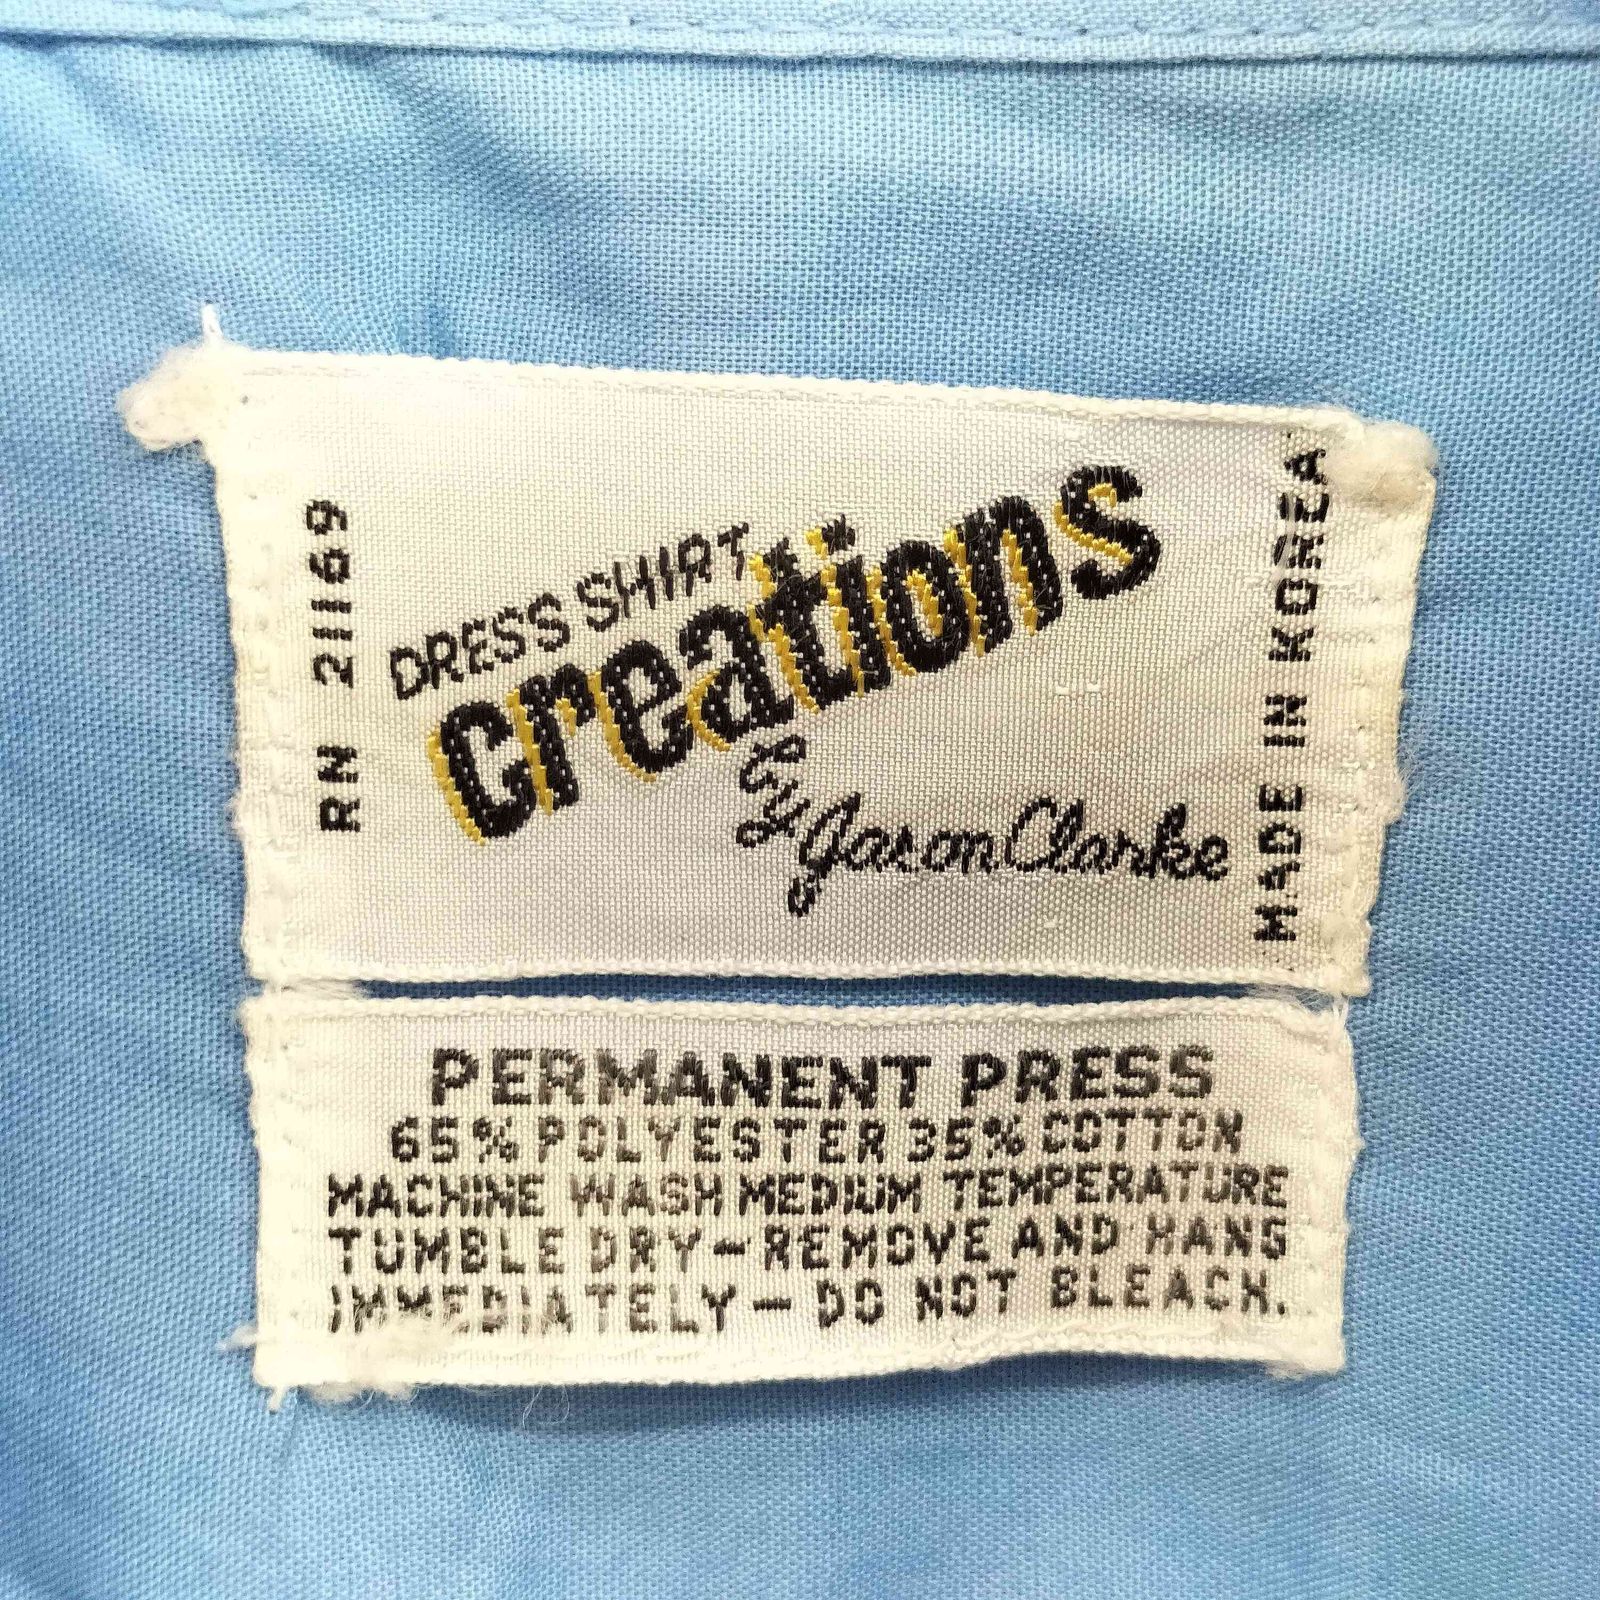 RN 21169
DRESS SHIRT
creations
by
Jason Clarke
MADE IN KOREA
PERMANENT PRESS
65% POLYESTER 35% COTTON
MACHINE WASH MEDIUM TEMPERATURE
TUMBLE DRY – REMOVE AND HANG
IMMEDIATELY – DO NOT BLEACH.